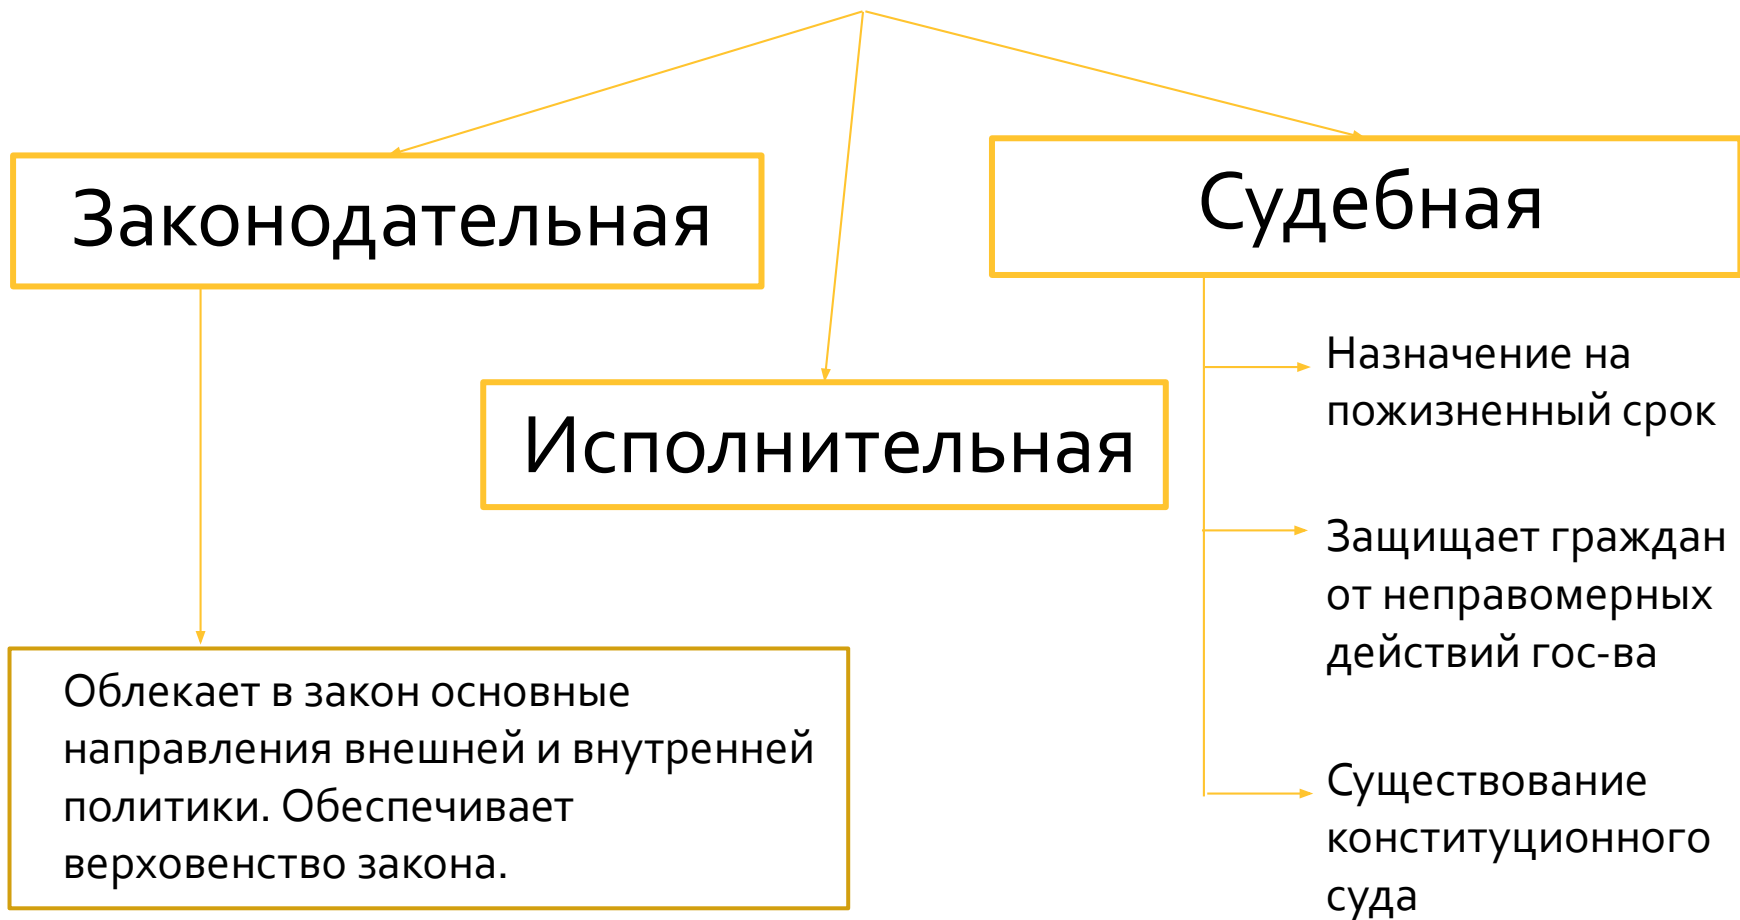 Законодательная
Судебная
Исполнительная
Назначение на
пожизненный срок
Защищает граждан
от неправомерных
действий гос-ва
Существование
конституционного
суда
Облекает в закон основные
направления внешней и внутренней
политики. Обеспечивает
верховенство закона.